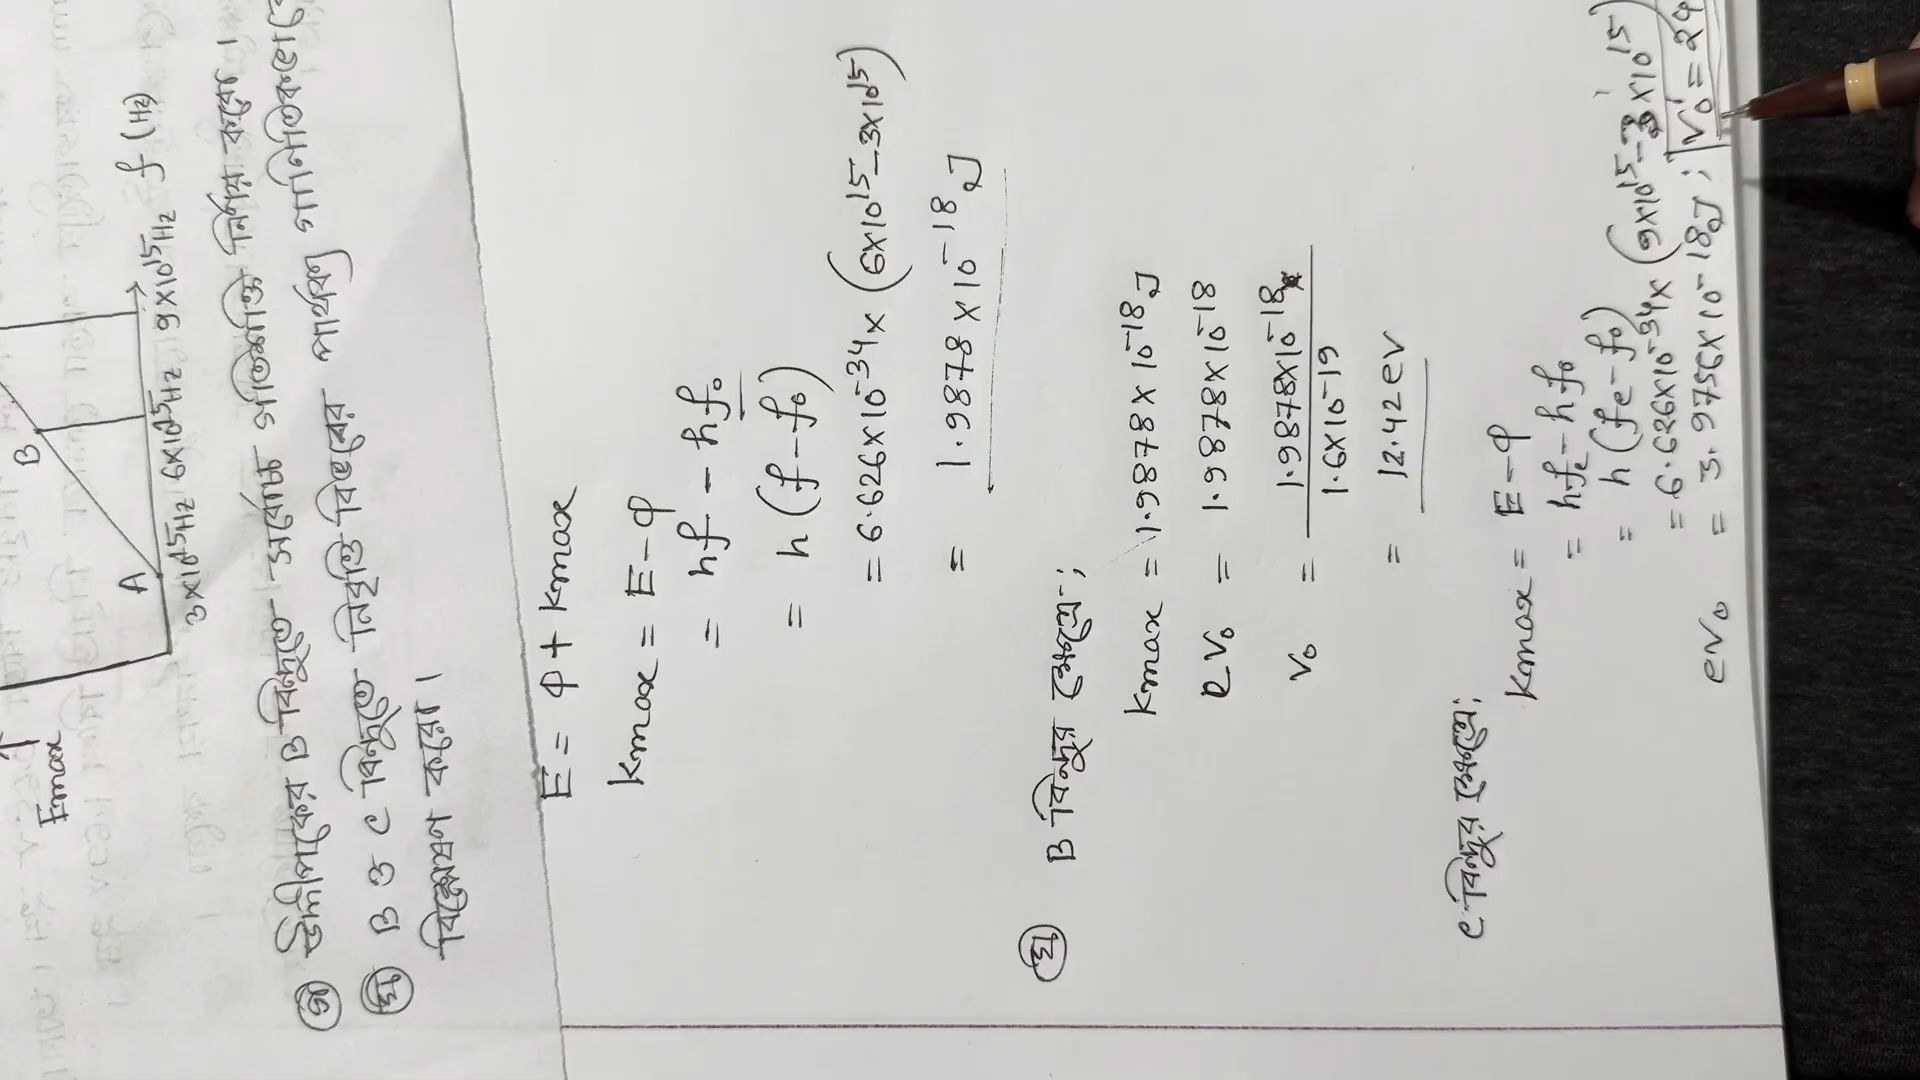 B
A
f (Hz)
3×10¹⁵Hz 6×10¹⁵Hz 9×10¹⁵Hz
Emax
(গ) উদ্দীপকের B বিন্দুতে সর্বোচ্চ গতিশক্তি নির্ণয় করো।
(ঘ) B ও C বিন্দুতে নিবৃত্তি বিভবের পার্থক্য গাণিতিকভাবে
বিশ্লেষণ করো।
E = φ + kmax
kmax = E-φ
= hf - hf₀
= h (f-f₀)
= 6.626×10⁻³⁴× (6×10¹⁵-3×10¹⁵)
= 1.9878 × 10⁻¹⁸ J
(ঘ) B বিন্দুর ক্ষেত্রে:
kmax = 1.9878 × 10⁻¹⁸ J
eV₀ = 1.9878×10⁻¹⁸
V₀ = 1.9878×10⁻¹⁸
1.6×10⁻¹⁹
= 12.42 ev
C বিন্দুর ক্ষেত্রে:
kmax = E-φ
= hfc - hf₀
= h (fc-f₀)
= 6.626×10⁻³⁴× (9×10¹⁵-3×10¹⁵)
eV₀ = 3.9756×10⁻¹⁸J; V₀' = 24